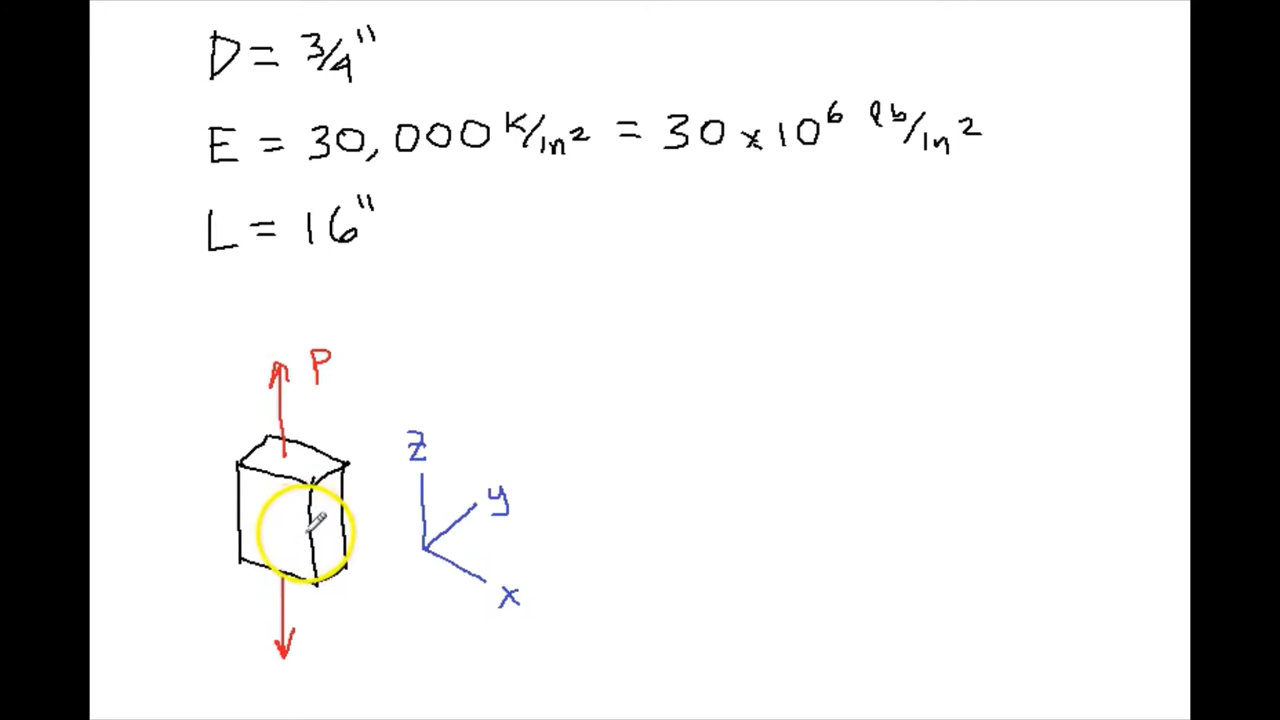 D = 3/4"
E = 30,000 K/in² = 30 x 10⁶ lb/in²
L = 16"
P
z
y
x